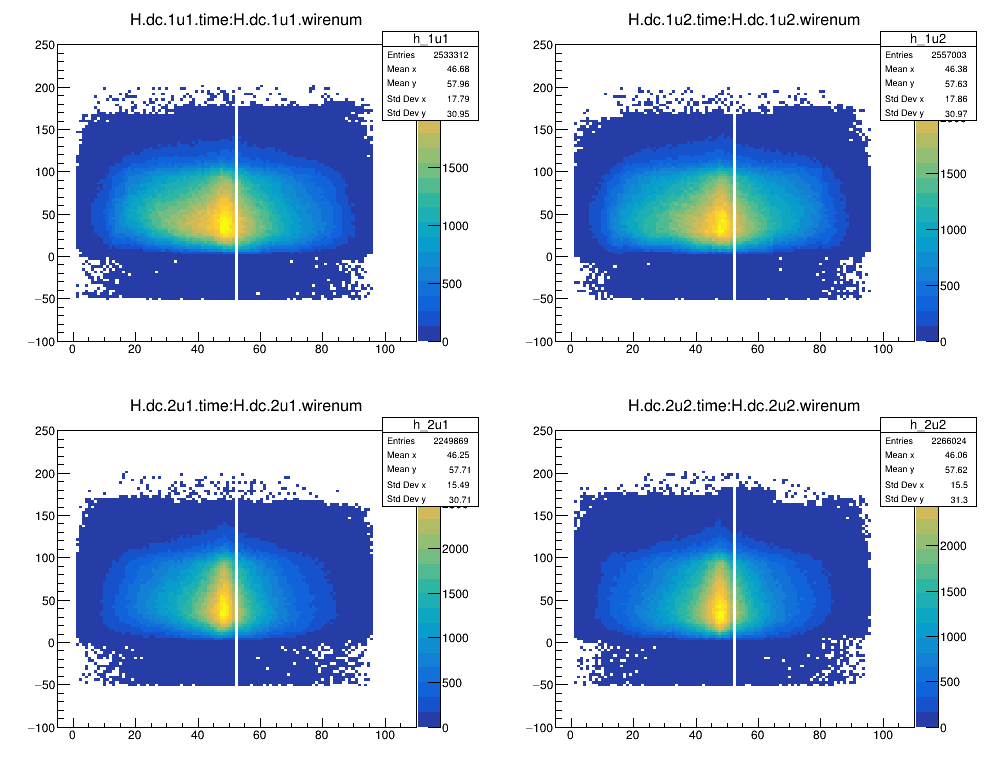 H.dc.1u1.time:H.dc.1u1.wirenum
h_1u1
Entries 2533312
Mean x 46.68
Mean y 57.96
Std Dev x 17.79
Std Dev y 30.95
250
200
150
100
50
0
−50
−100
0 20 40 60 80 100
1500
1000
500
0
H.dc.1u2.time:H.dc.1u2.wirenum
h_1u2
Entries 2557003
Mean x 46.38
Mean y 57.63
Std Dev x 17.86
Std Dev y 30.97
250
200
150
100
50
0
−50
−100
0 20 40 60 80 100
1500
1000
500
0
H.dc.2u1.time:H.dc.2u1.wirenum
h_2u1
Entries 2249869
Mean x 46.25
Mean y 57.71
Std Dev x 15.49
Std Dev y 30.71
250
200
150
100
50
0
−50
−100
0 20 40 60 80 100
2000
1500
1000
500
0
H.dc.2u2.time:H.dc.2u2.wirenum
h_2u2
Entries 2266024
Mean x 46.06
Mean y 57.62
Std Dev x 15.5
Std Dev y 31.3
250
200
150
100
50
0
−50
−100
0 20 40 60 80 100
2000
1500
1000
500
0